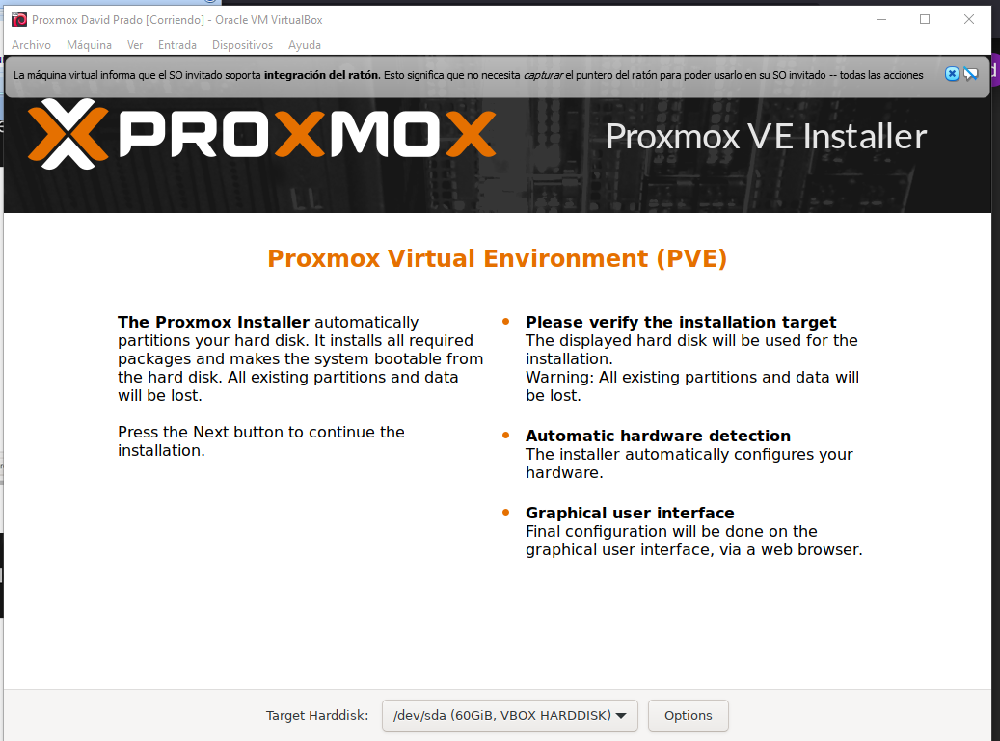 Proxmox David Prado [Corriendo] - Oracle VM VirtualBox
Archivo Máquina Ver Entrada Dispositivos Ayuda
La máquina virtual informa que el SO invitado soporta integración del ratón. Esto significa que no necesita capturar el puntero del ratón para poder usarlo en su SO invitado -- todas las acciones
PROXMOX
Proxmox VE Installer
Proxmox Virtual Environment (PVE)
The Proxmox Installer automatically
partitions your hard disk. It installs all required
packages and makes the system bootable from
the hard disk. All existing partitions and data
will be lost.
Press the Next button to continue the
installation.
Please verify the installation target
The displayed hard disk will be used for the
installation.
Warning: All existing partitions and data will
be lost.
Automatic hardware detection
The installer automatically configures your
hardware.
Graphical user interface
Final configuration will be done on the
graphical user interface, via a web browser.
Target Harddisk: /dev/sda (60GiB, VBOX HARDDISK) Options